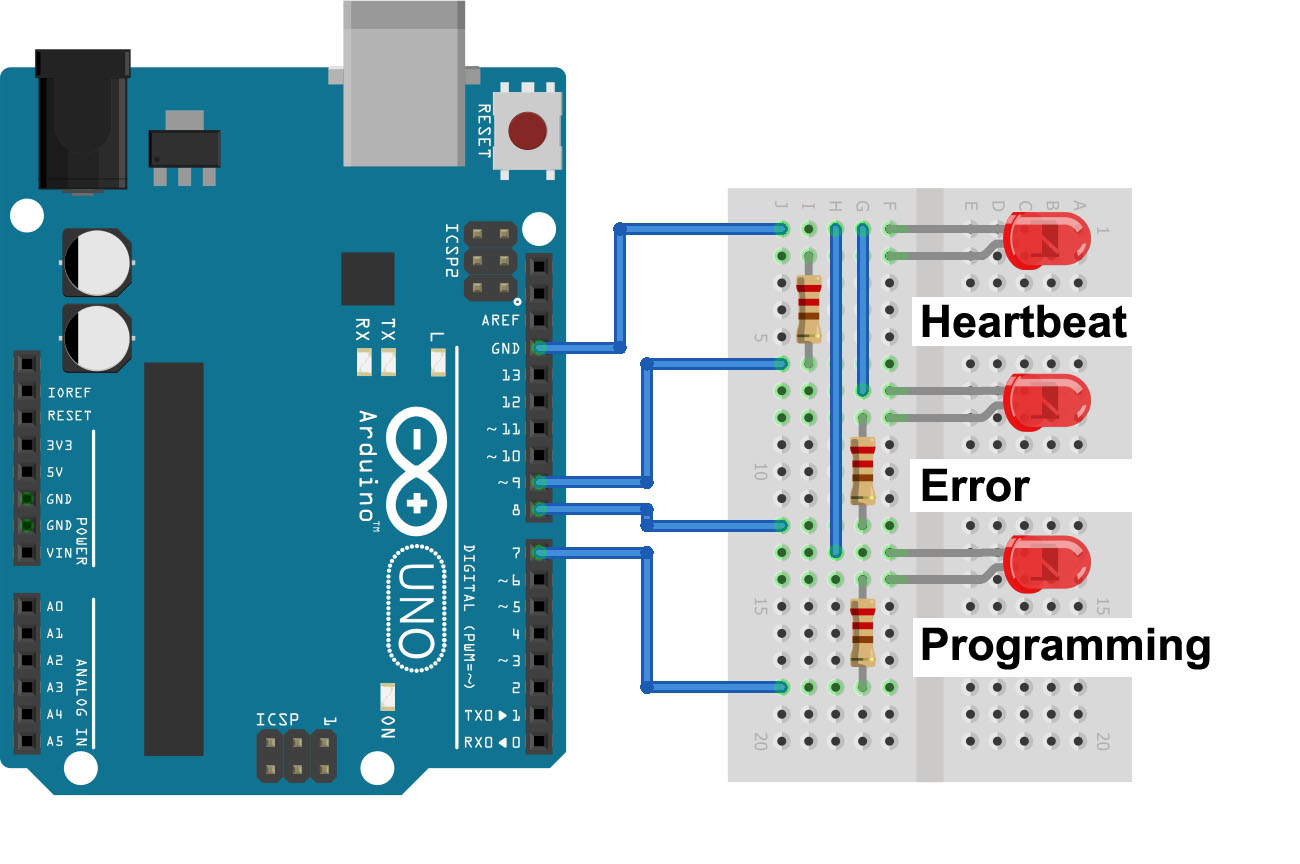 RESET
ICSP2
AREF
GND
13
12
~11
~10
~9
8
7
~6
~5
4
~3
2
TX0▶1
RX0◀0
DIGITAL (PWM=~)
RX
TX
L
Arduino™
UNO
ON
ICSP
1
IOREF
RESET
3V3
5V
GND
GND
VIN
POWER
A0
A1
A2
A3
A4
A5
ANALOG IN
J I H G F E D C B A
1
5
10
15
15
20
20
Heartbeat
Error
Programming